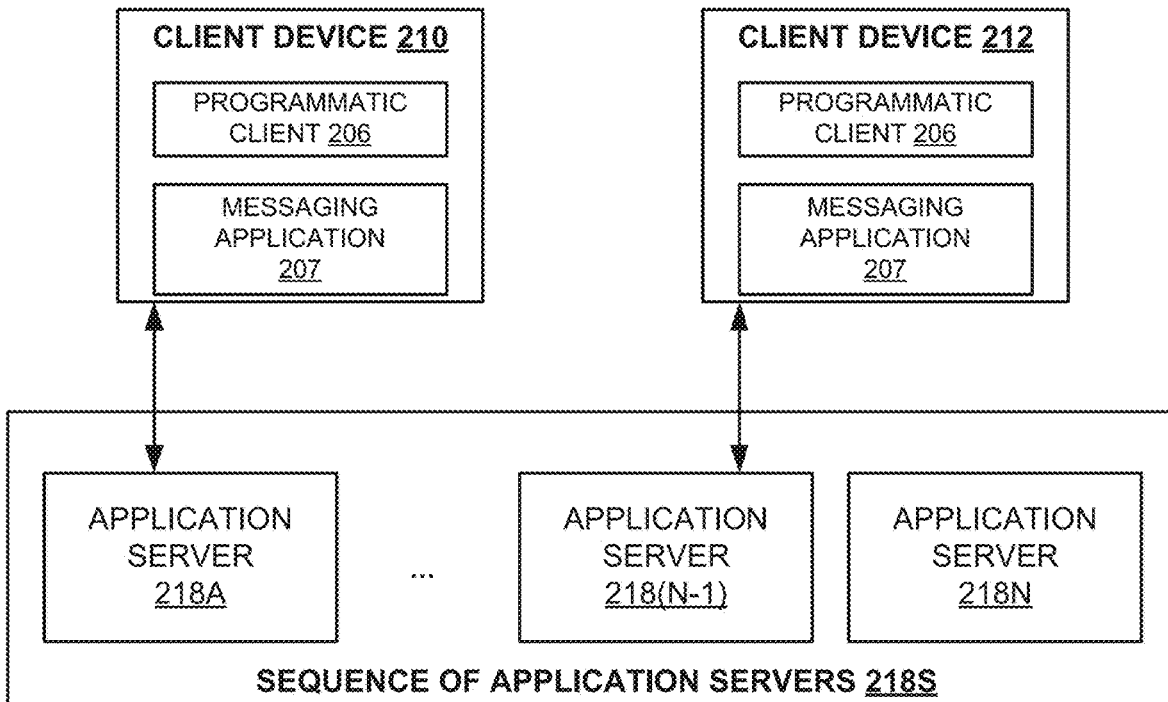 CLIENT DEVICE 210
PROGRAMMATIC
CLIENT 206
MESSAGING
APPLICATION
207
CLIENT DEVICE 212
PROGRAMMATIC
CLIENT 206
MESSAGING
APPLICATION
207
APPLICATION
SERVER
218A
...
APPLICATION
SERVER
218(N-1)
APPLICATION
SERVER
218N
SEQUENCE OF APPLICATION SERVERS 218S